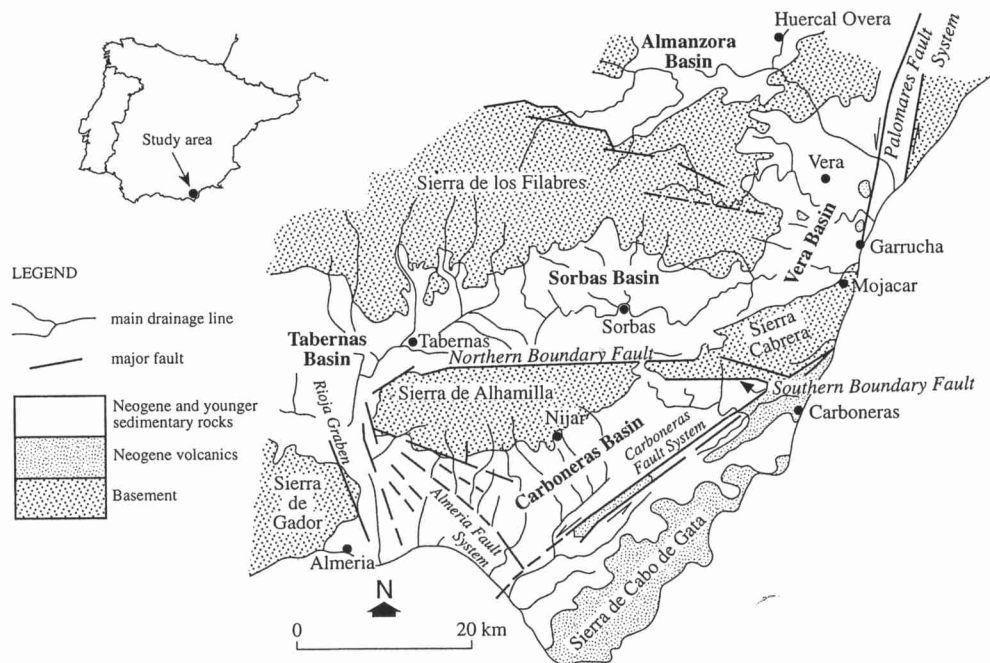 Study area
LEGEND
main drainage line
major fault
Neogene and younger
sedimentary rocks
Neogene volcanics
Basement
Huercal Overa
Almanzora
Basin
Palomares Fault
System
Vera
Sierra de los Filabres
Vera Basin
Garrucha
Sorbas Basin
Mojacar
Sorbas
Sierra
Cabrera
Tabernas
Basin
Tabernas
Northern Boundary Fault
Southern Boundary Fault
Rioja Graben
Sierra de Alhamilla
Carboneras
Nijar
Carboneras Basin
Carboneras
Fault System
Sierra
de
Gador
Almeria Fault
System
Almeria
Sierra de Cabo de Gata
N
0 20 km